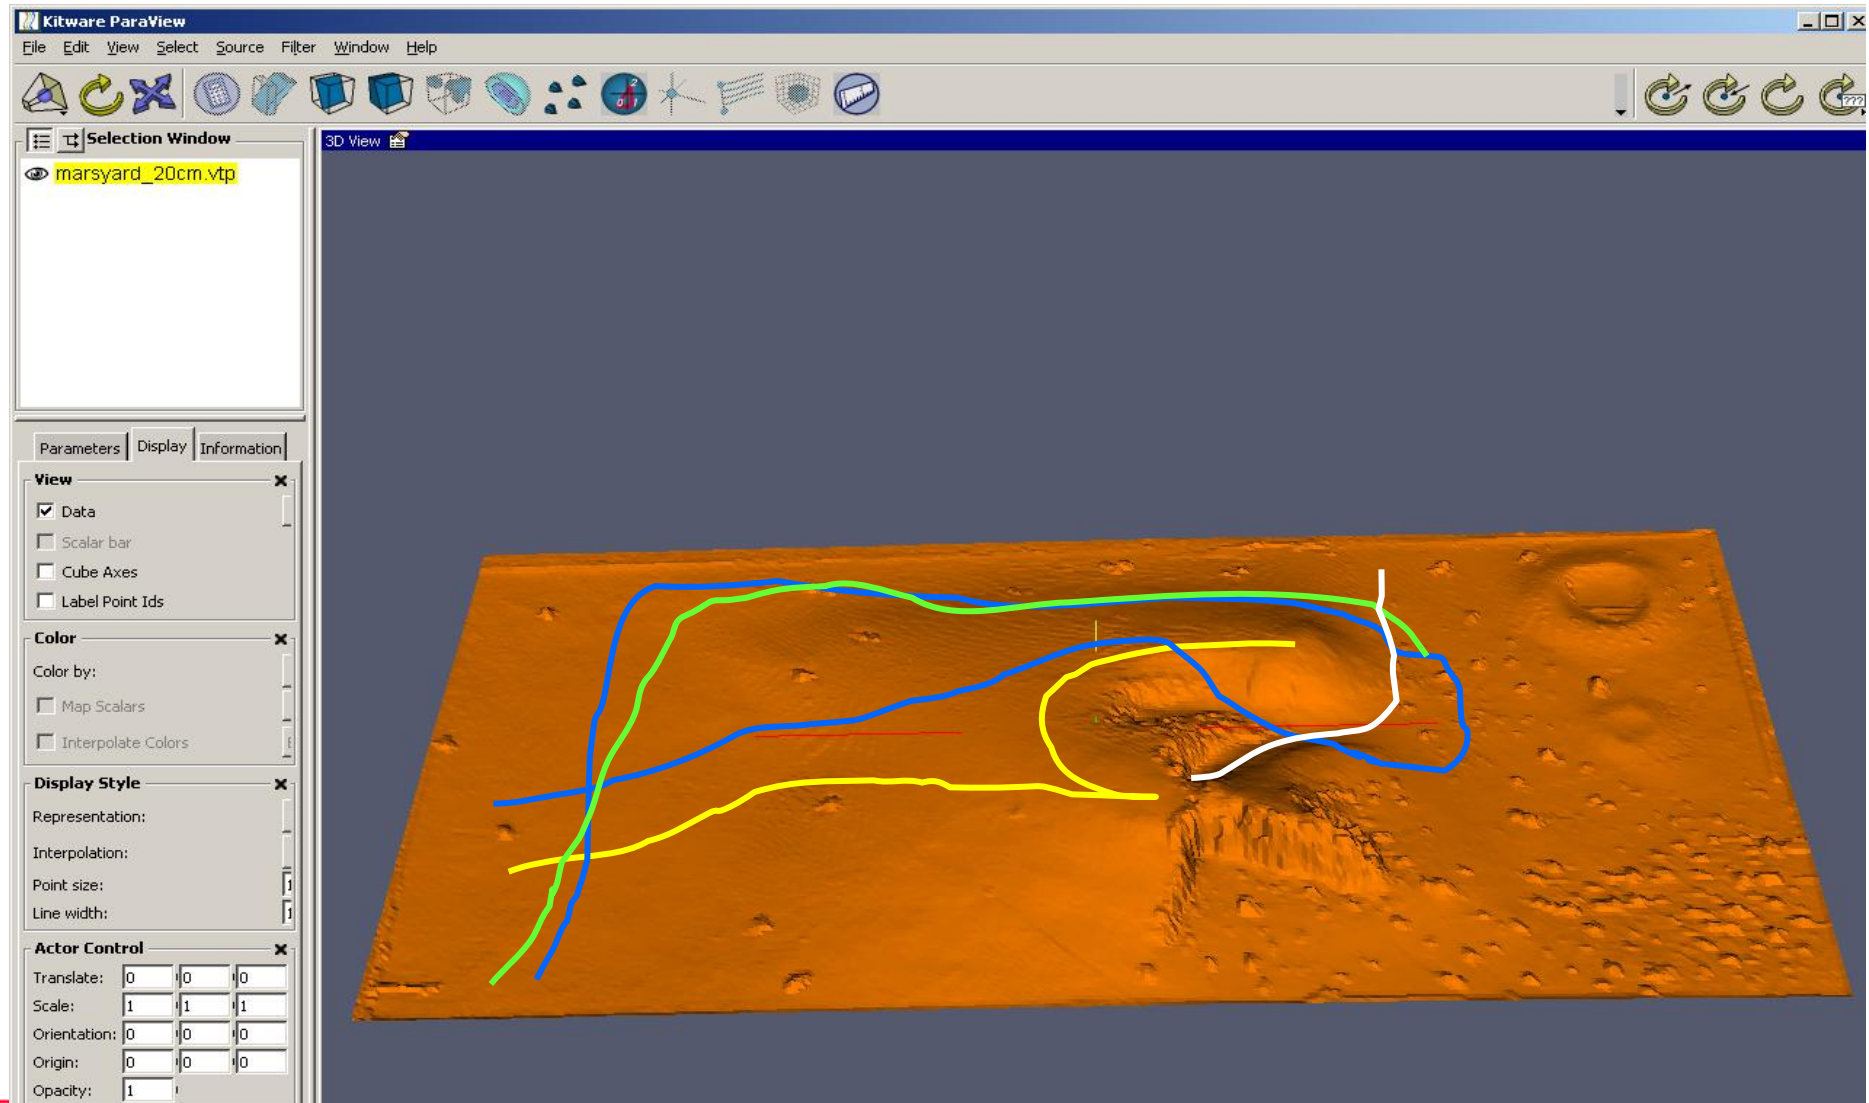 Kitware ParaView
File Edit View Select Source Filter Window Help
???
Selection Window
3D View
marsyard_20cm.vtp
Parameters Display Information
View
Data
Scalar bar
Cube Axes
Label Point Ids
Color
Color by:
Map Scalars
Interpolate Colors
Display Style
Representation:
Interpolation:
Point size: 1
Line width: 1
Actor Control
Translate: 0 0 0
Scale: 1 1 1
Orientation: 0 0 0
Origin: 0 0 0
Opacity: 1